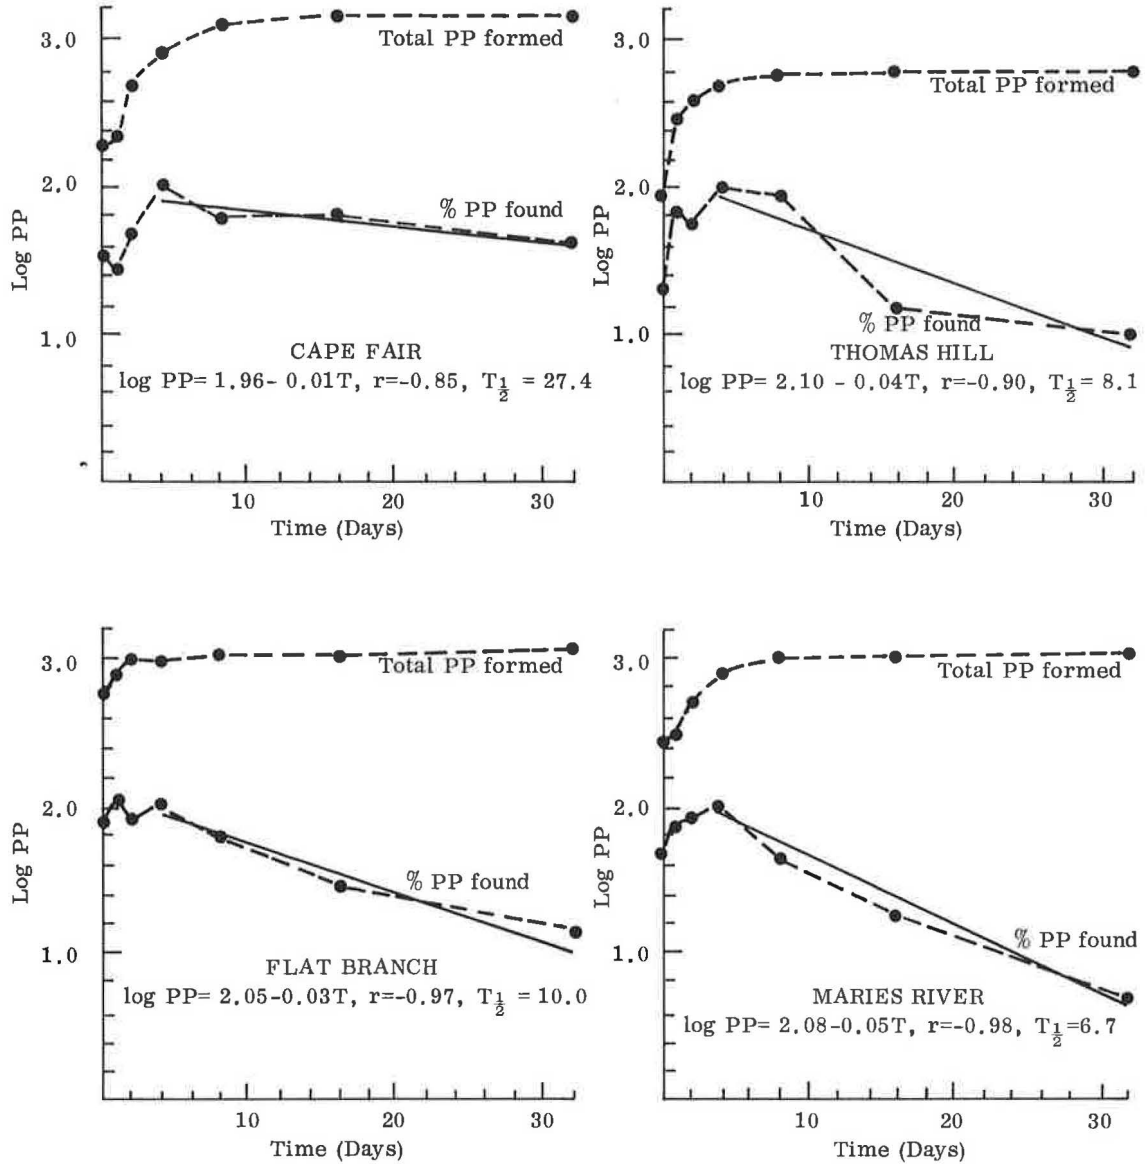 3.0
2.0
1.0
Log PP
Total PP formed
% PP found
CAPE FAIR
log PP= 1.96- 0.01T, r=-0.85, T½ = 27.4
10 20 30
Time (Days)
3.0
2.0
1.0
Log PP
Total PP formed
% PP found
THOMAS HILL
log PP= 2.10 - 0.04T, r=-0.90, T½= 8.1
10 20 30
Time (Days)
3.0
2.0
1.0
Log PP
Total PP formed
% PP found
FLAT BRANCH
log PP= 2.05-0.03T, r=-0.97, T½ = 10.0
10 20 30
Time (Days)
3.0
2.0
1.0
Log PP
Total PP formed
% PP found
MARIES RIVER
log PP= 2.08-0.05T, r=-0.98, T½=6.7
10 20 30
Time (Days)